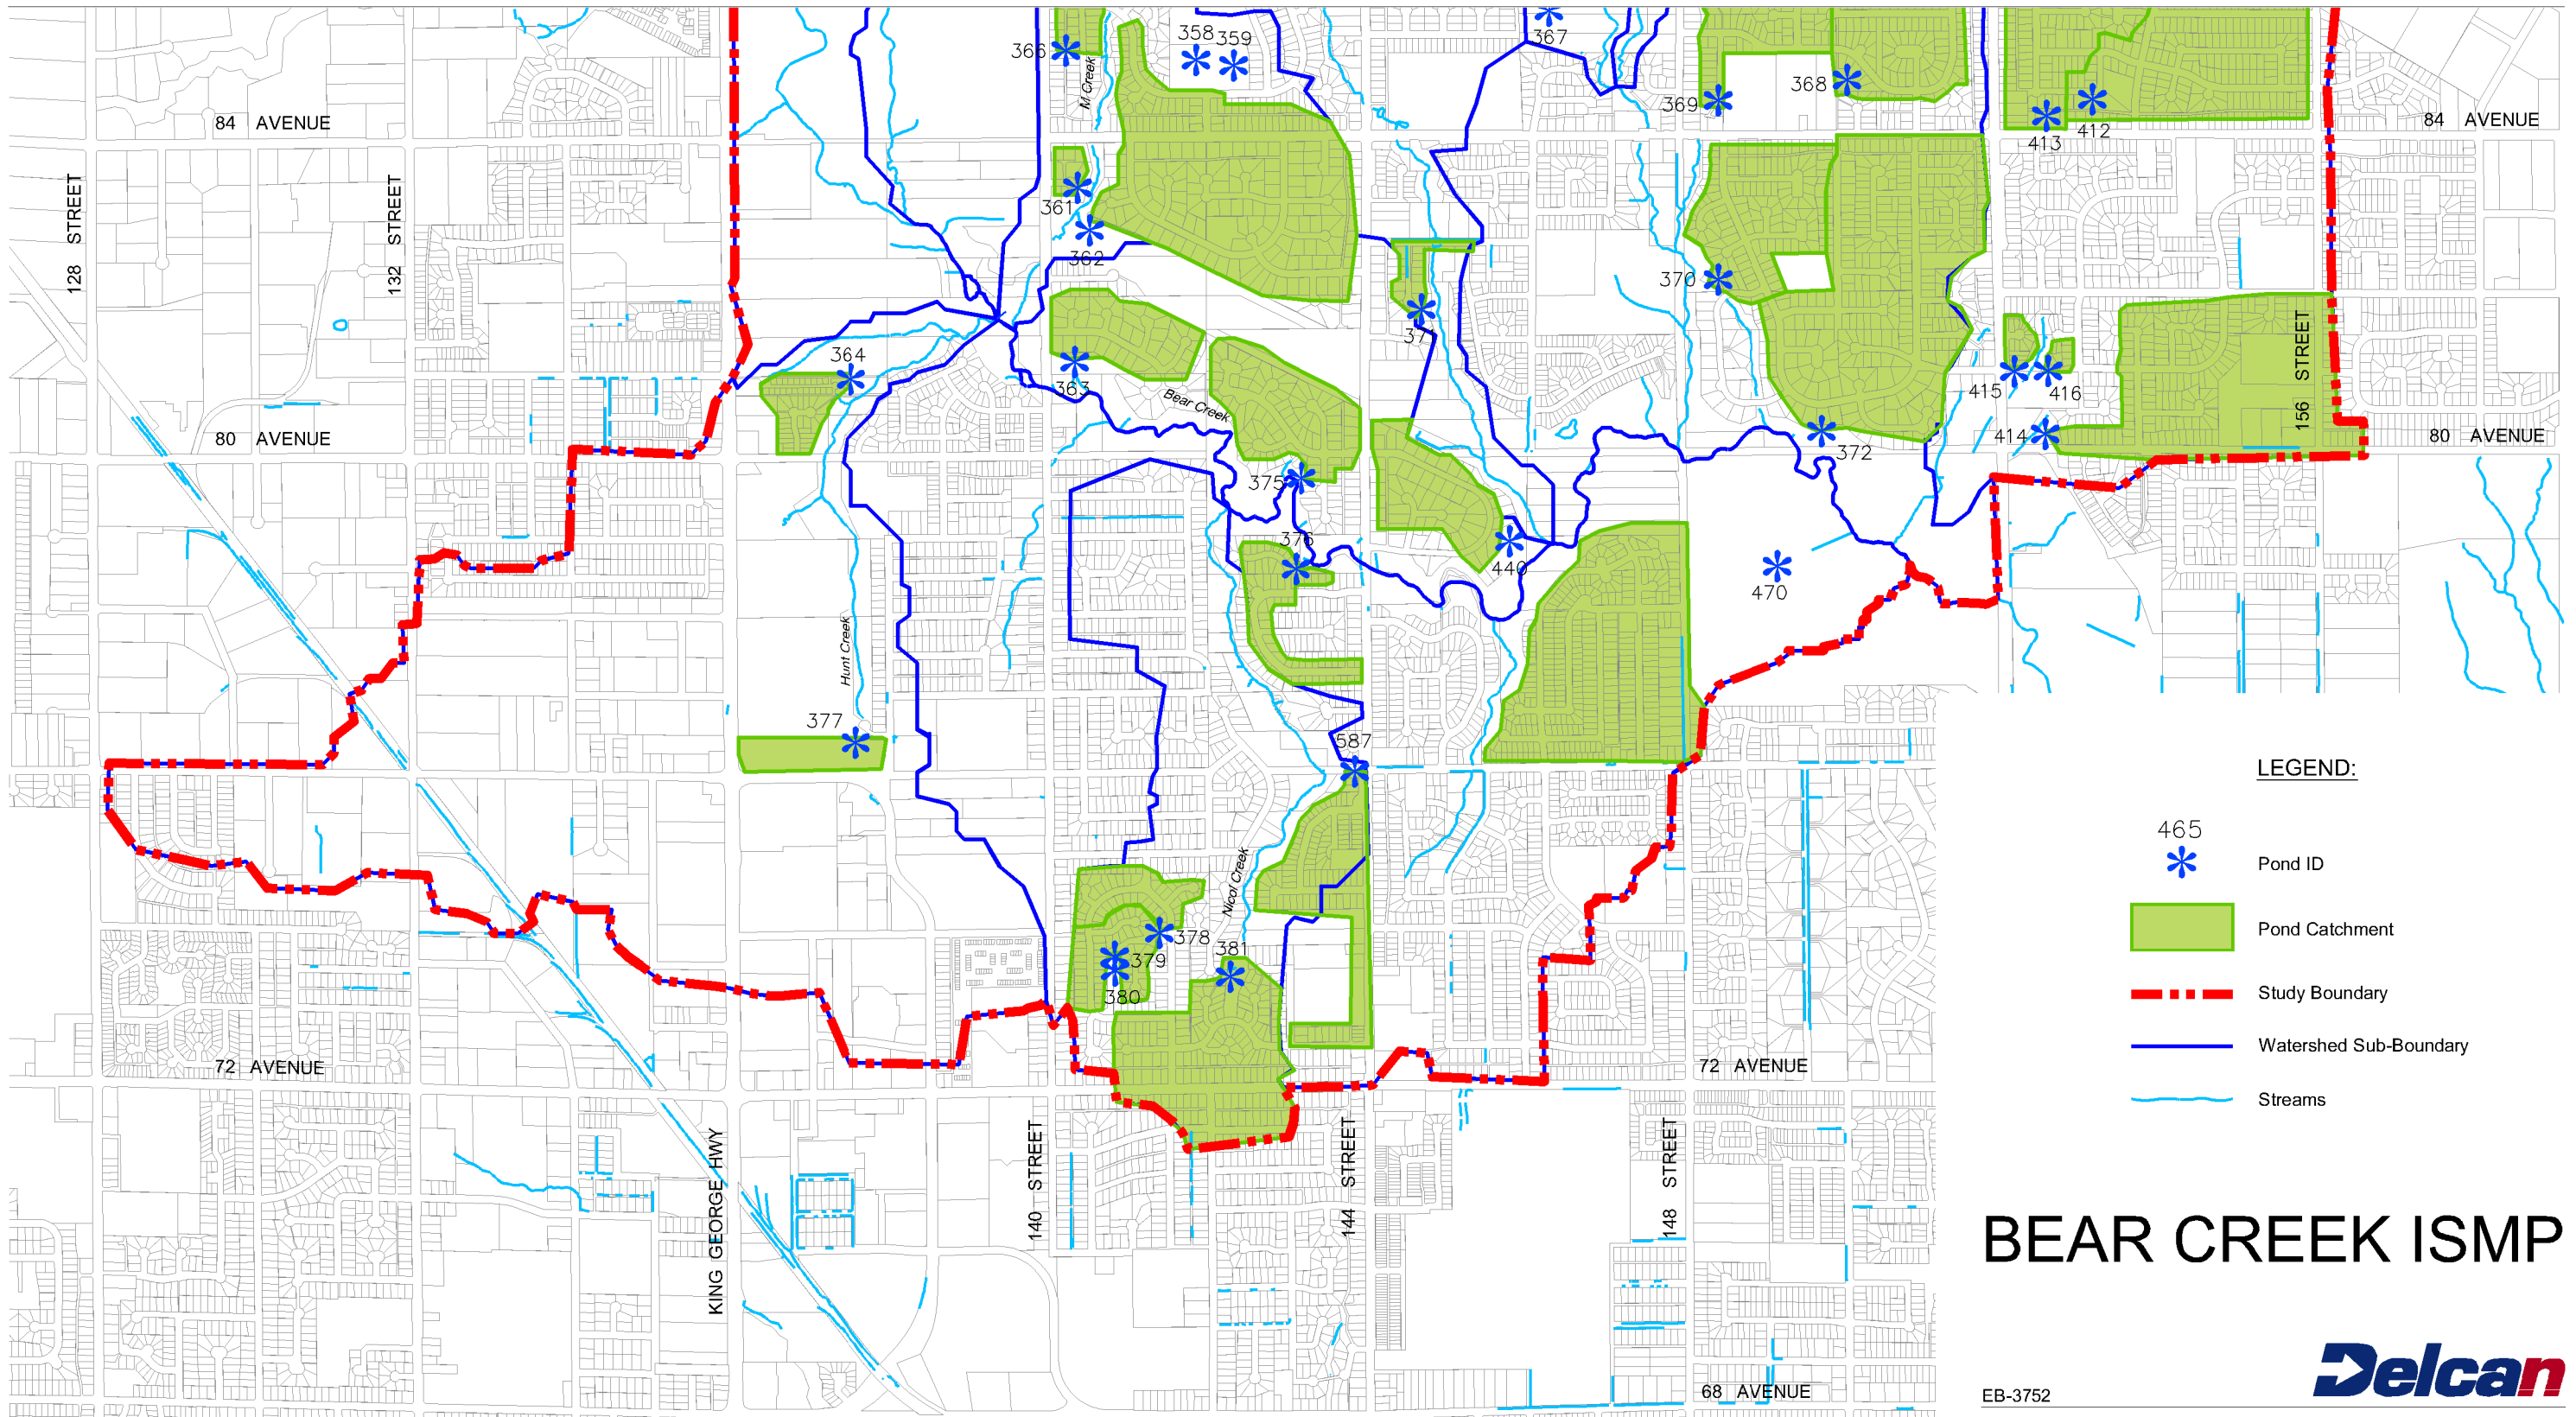 358 359
366
367
M Creek
368
369
84 AVENUE
412
84 AVENUE
413
128 STREET
132 STREET
361
362
370
371
364
363
Bear Creek
415
416
156 STREET
80 AVENUE
414
80 AVENUE
372
375
376
440
470
Hunt Creek
377
587
LEGEND:
465
Pond ID
Nicol Creek
Pond Catchment
378
381
379
380
Study Boundary
Watershed Sub-Boundary
72 AVENUE
72 AVENUE
Streams
KING GEORGE HWY
140 STREET
144 STREET
148 STREET
BEAR CREEK ISMP
68 AVENUE
EB-3752
Delcan